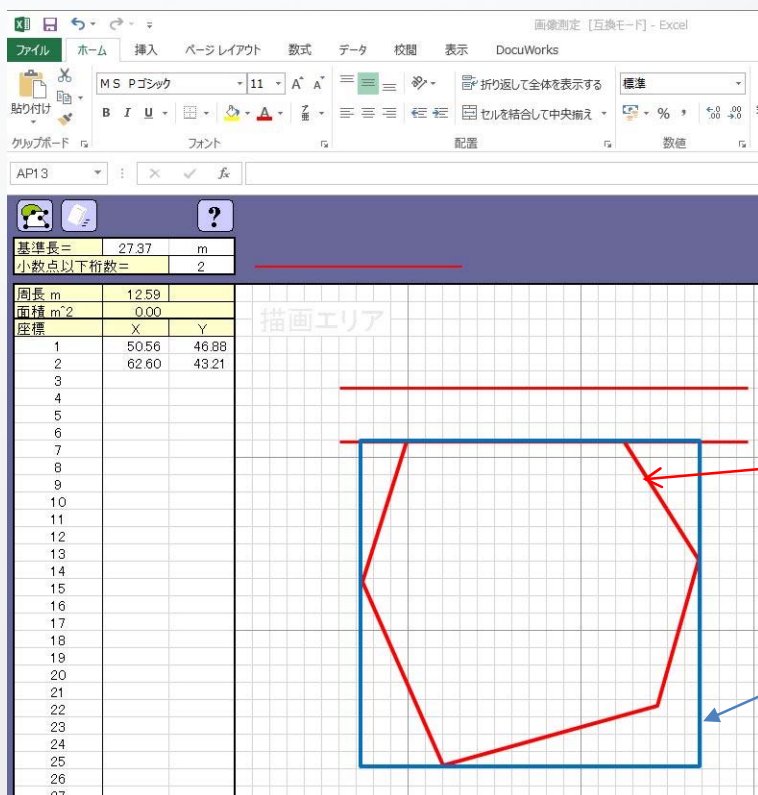 画像測定 [互換モード] - Excel
ファイル ホーム 挿入 ページレイアウト 数式 データ 校閲 表示 DocuWorks
貼り付け
MS Pゴシック 11 A A
折り返して全体を表示する
標準
B I U A
セルを結合して中央揃え
%
クリップボード フォント 配置 数値
AP13 fx
?
基準長= 27.37 m
小数点以下桁数= 2
周長 m 12.59
面積 m^2 0.00
描画エリア
座標 X Y
1 50.56 46.88
2 62.60 43.21
3
4
5
6
7
8
9
10
11
12
13
14
15
16
17
18
19
20
21
22
23
24
25
26
27